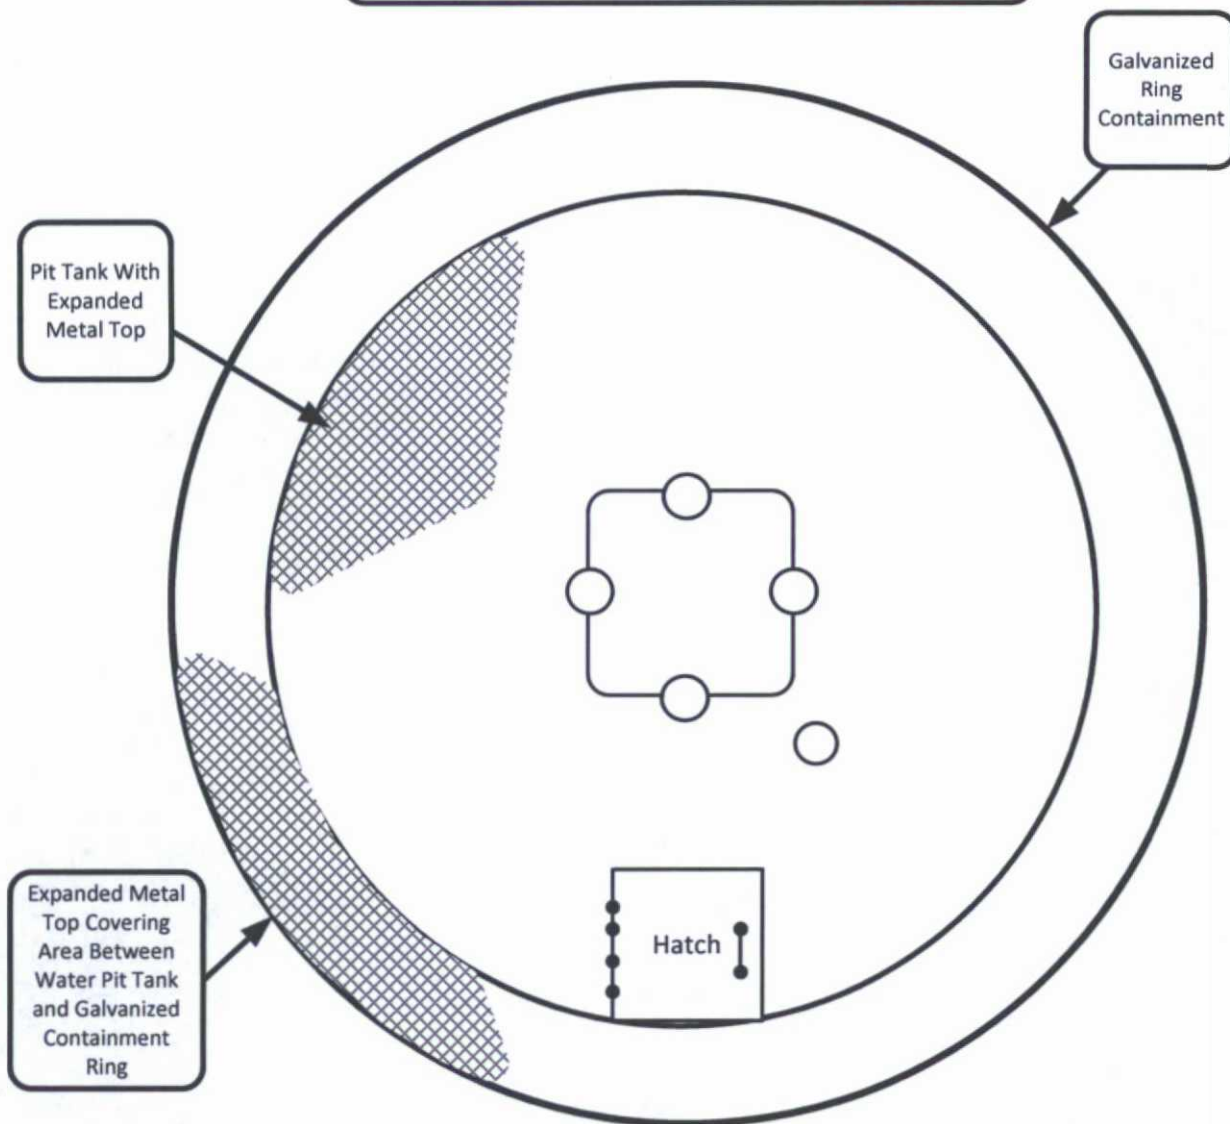 Galvanized
Ring
Containment
Pit Tank With
Expanded
Metal Top
Expanded Metal
Top Covering
Area Between
Water Pit Tank
and Galvanized
Containment
Ring
Hatch